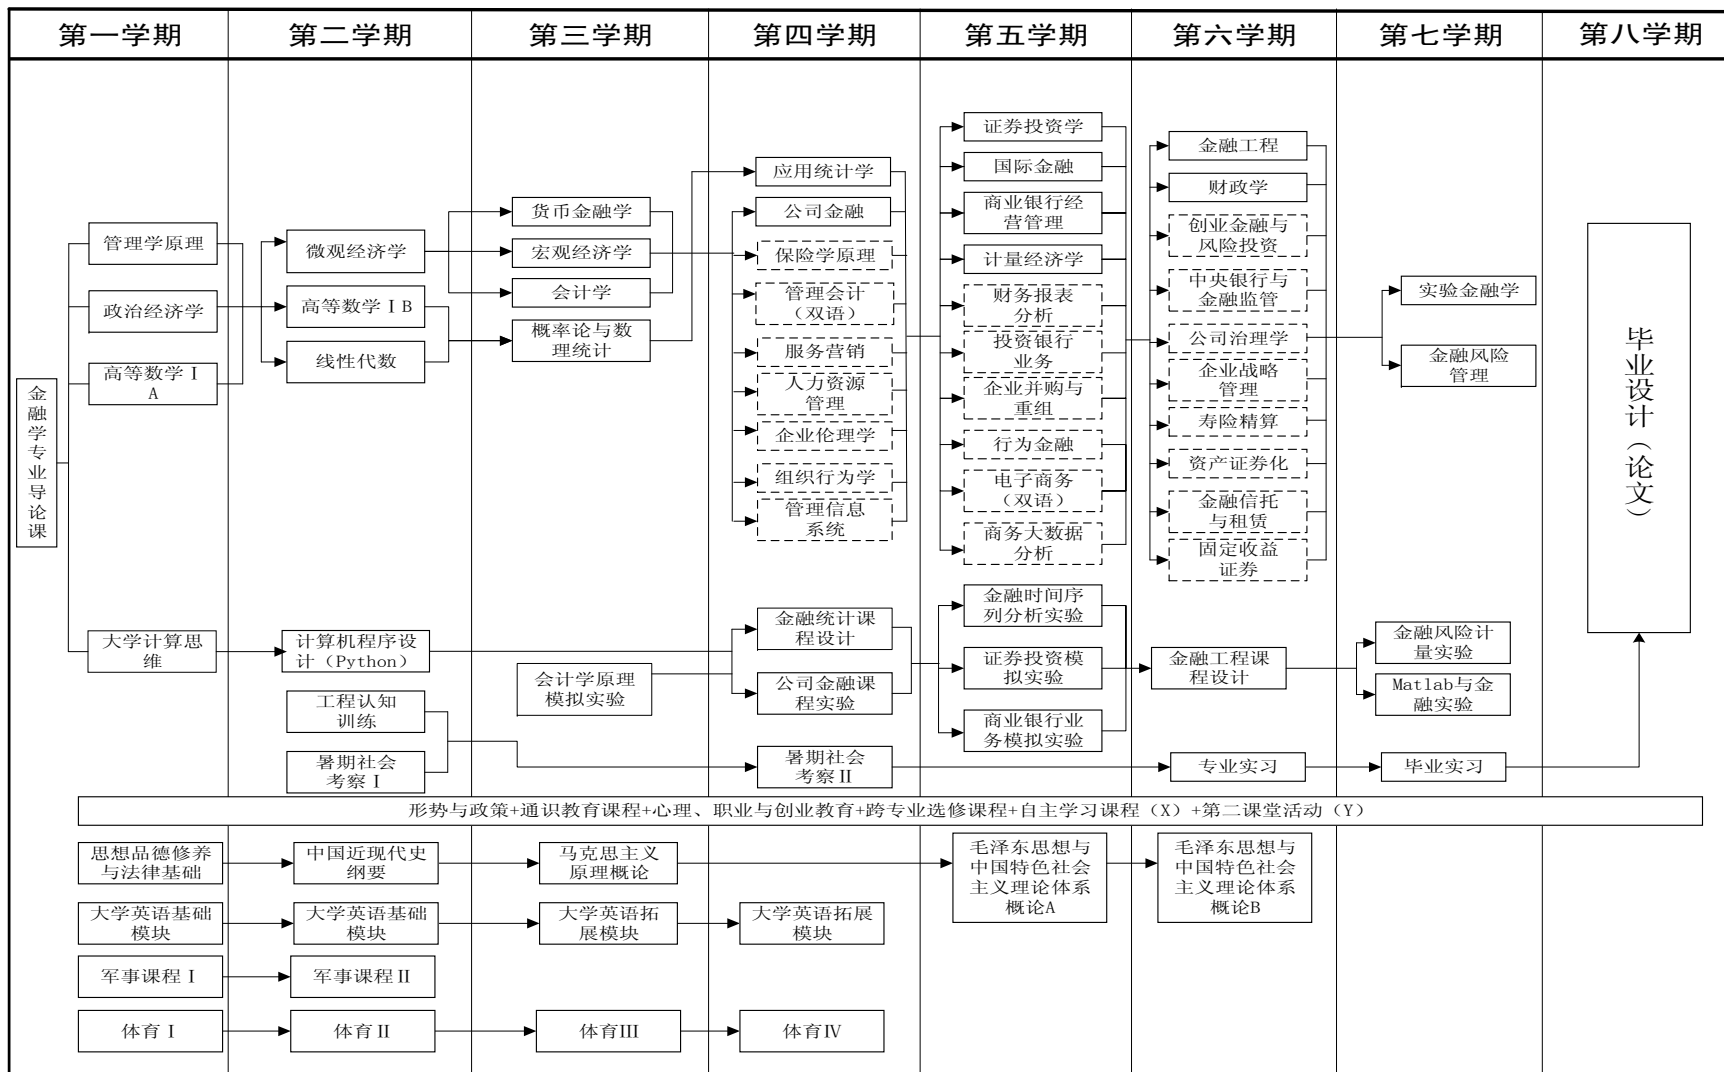 第一学期
第二学期
第三学期
第四学期
第五学期
第六学期
第七学期
第八学期
金融学专业导论课
管理学原理
政治经济学
高等数学Ⅰ
A
大学计算思
维
微观经济学
高等数学ⅠB
线性代数
计算机程序设
计（Python）
工程认知
训练
暑期社会
考察Ⅰ
货币金融学
宏观经济学
会计学
概率论与数
理统计
会计学原理
模拟实验
应用统计学
公司金融
保险学原理
管理会计
（双语）
服务营销
人力资源
管理
企业伦理学
组织行为学
管理信息
系统
金融统计课
程设计
公司金融课
程实验
暑期社会
考察Ⅱ
证券投资学
国际金融
商业银行经
营管理
计量经济学
财务报表
分析
投资银行
业务
企业并购与
重组
行为金融
电子商务
（双语）
商务大数据
分析
金融时间序
列分析实验
证券投资模
拟实验
商业银行业
务模拟实验
金融工程
财政学
创业金融与
风险投资
中央银行与
金融监管
公司治理学
企业战略
管理
寿险精算
资产证券化
金融信托
与租赁
固定收益
证券
金融工程课
程设计
专业实习
实验金融学
金融风险
管理
金融风险计
量实验
Matlab与金
融实验
毕业实习
毕业设计（论文）
形势与政策+通识教育课程+心理、职业与创业教育+跨专业选修课程+自主学习课程（X）+第二课堂活动（Y）
思想品德修养
与法律基础
中国近现代史
纲要
马克思主义
原理概论
毛泽东思想与
中国特色社会
主义理论体系
概论A
毛泽东思想与
中国特色社会
主义理论体系
概论B
大学英语基础
模块
大学英语基础
模块
大学英语拓
展模块
大学英语拓展
模块
军事课程Ⅰ
军事课程Ⅱ
体育Ⅰ
体育Ⅱ
体育Ⅲ
体育Ⅳ